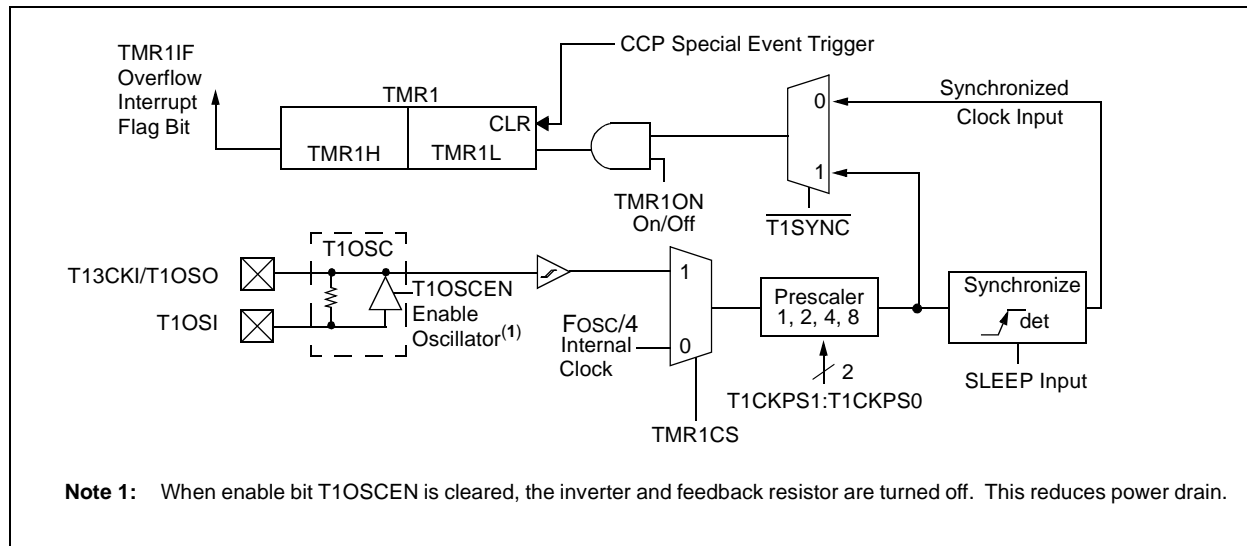 TMR1IF
Overflow
Interrupt
Flag Bit
TMR1
CCP Special Event Trigger
CLR
TMR1H
TMR1L
TMR1ON
On/Off
0
1
T1SYNC
Synchronized
Clock Input
T1OSC
T13CKI/T1OSO
T1OSI
T1OSCEN
Enable
Oscillator(1)
FOSC/4
Internal
Clock
1
0
TMR1CS
Prescaler
1, 2, 4, 8
2
T1CKPS1:T1CKPS0
Synchronize
det
SLEEP Input
Note 1: When enable bit T1OSCEN is cleared, the inverter and feedback resistor are turned off. This reduces power drain.